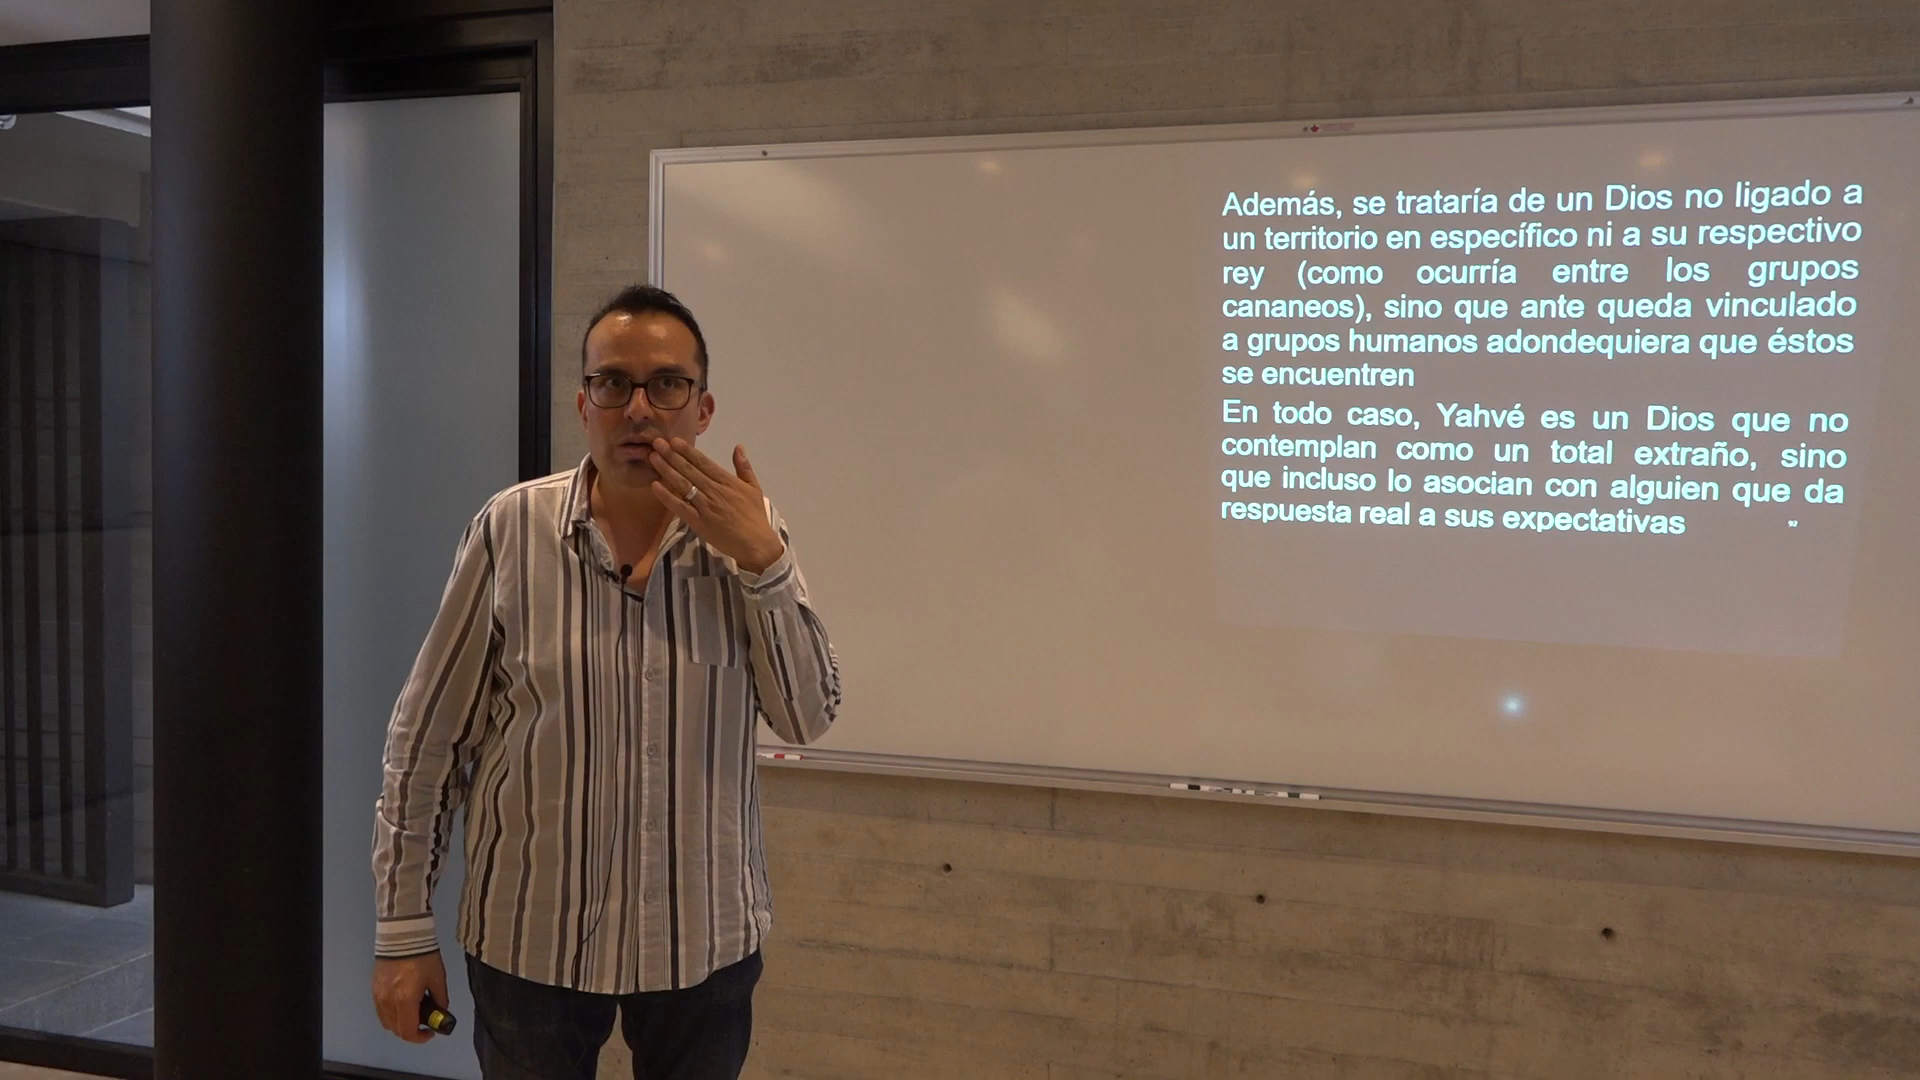 Además, se trataría de un Dios no ligado a
un territorio en específico ni a su respectivo
rey (como ocurría entre los grupos
cananeos), sino que ante queda vinculado
a grupos humanos adondequiera que éstos
se encuentren
En todo caso, Yahvé es un Dios que no
contemplan como un total extraño, sino
que incluso lo asocian con alguien que da
respuesta real a sus expectativas